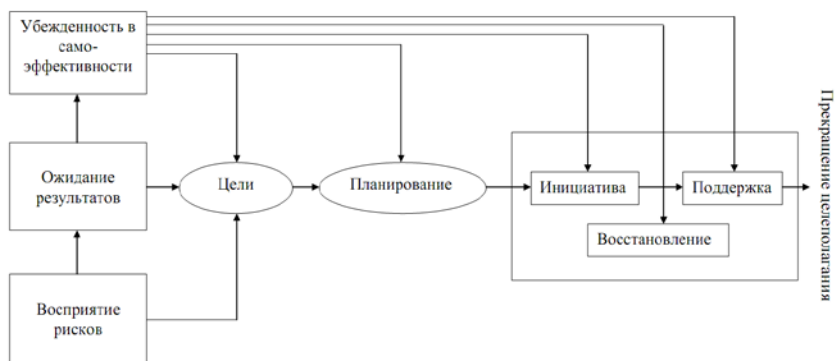 Убежденность в
само-
эффективности
Ожидание
результатов
Восприятие
рисков
Цели
Планирование
Инициатива
Поддержка
Восстановление
Прекращение целеполагания